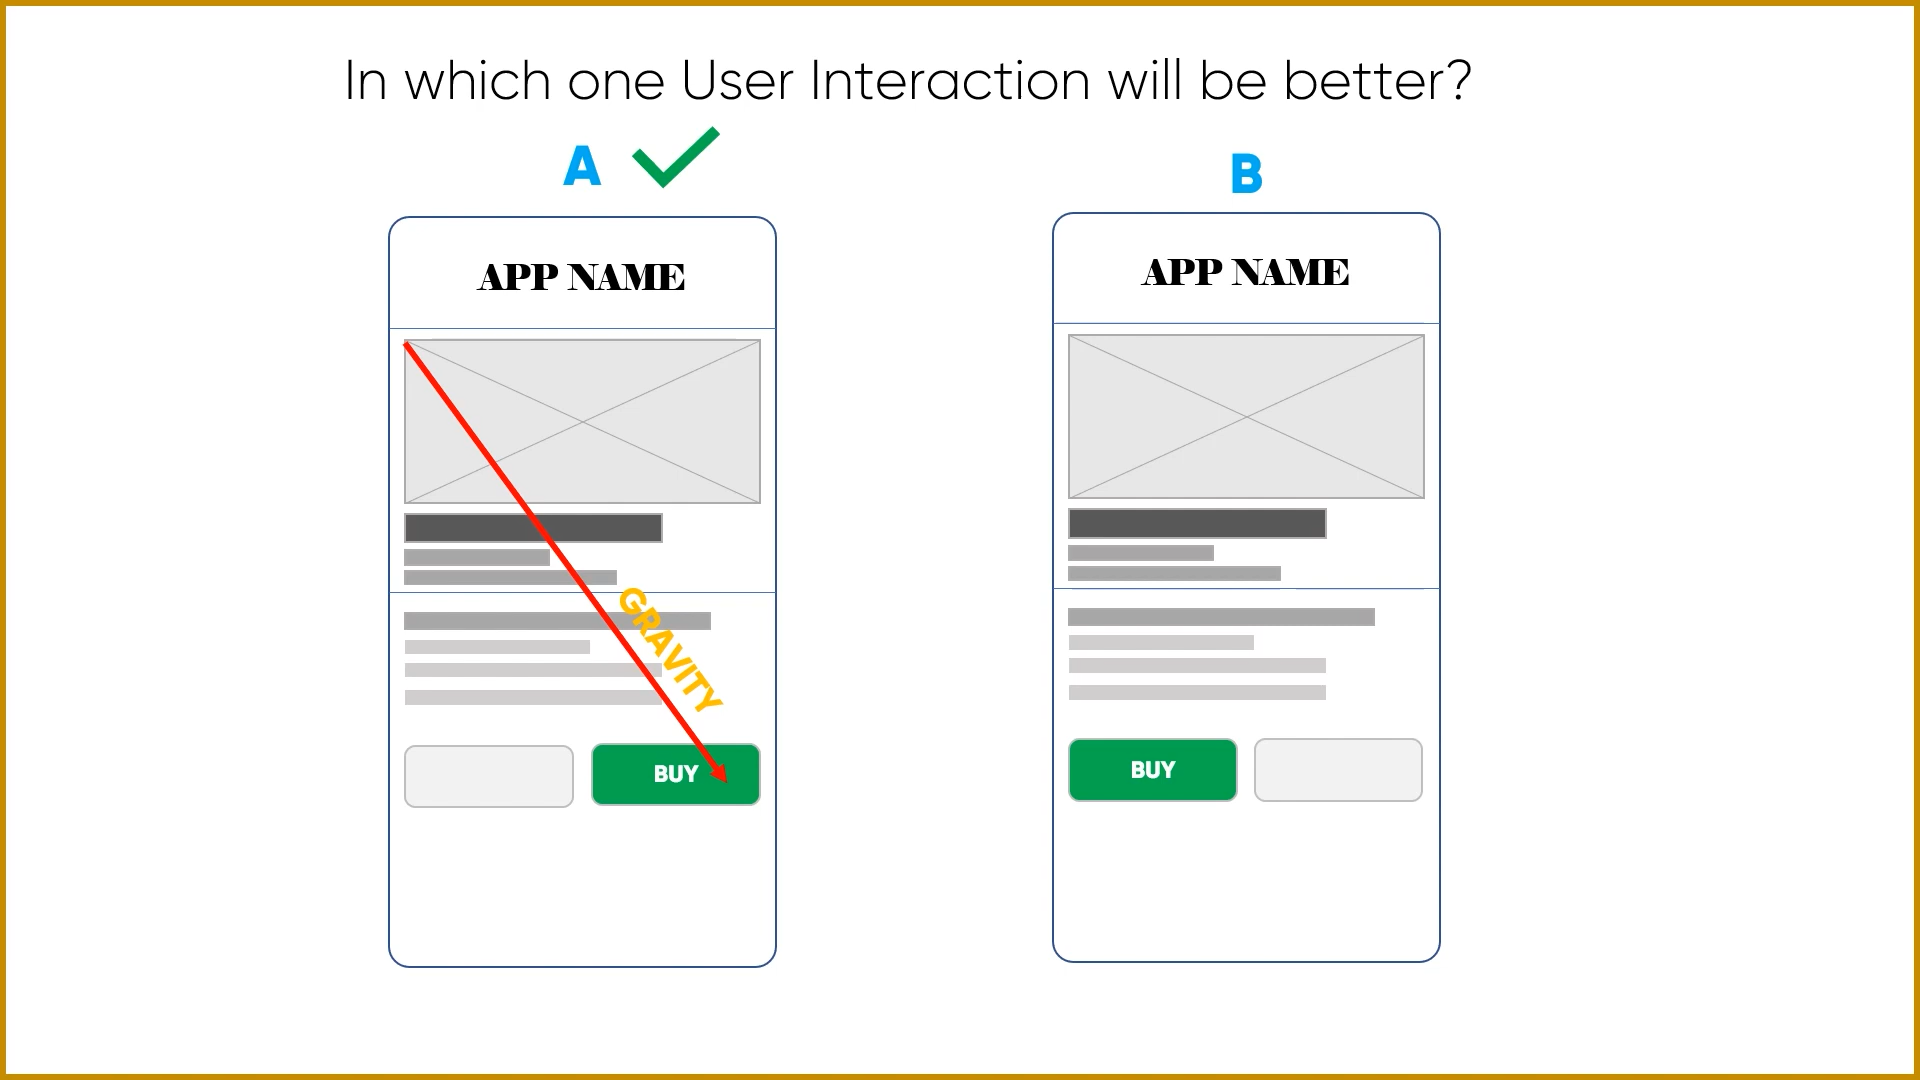 In which one User Interaction will be better?
A
B
APP NAME
APP NAME
GRAVITY
BUY
BUY